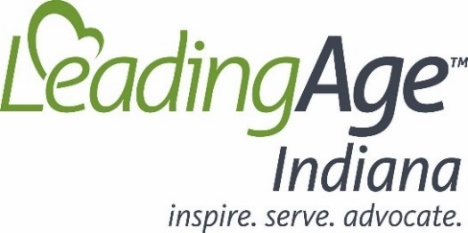 LeadingAge™
Indiana
inspire. serve. advocate.